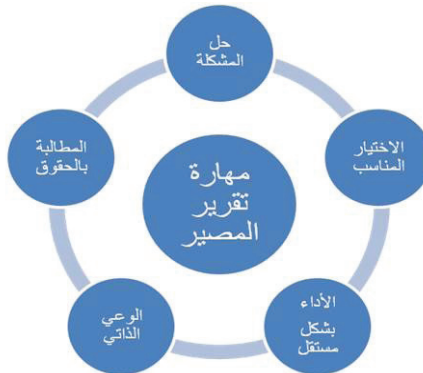 حل
المشكلة
الاختيار
المناسب
المطالبة
بالحقوق
مهارة
تقرير
المصير
الأداء
بشكل
مستقل
الوعي
الذاتي